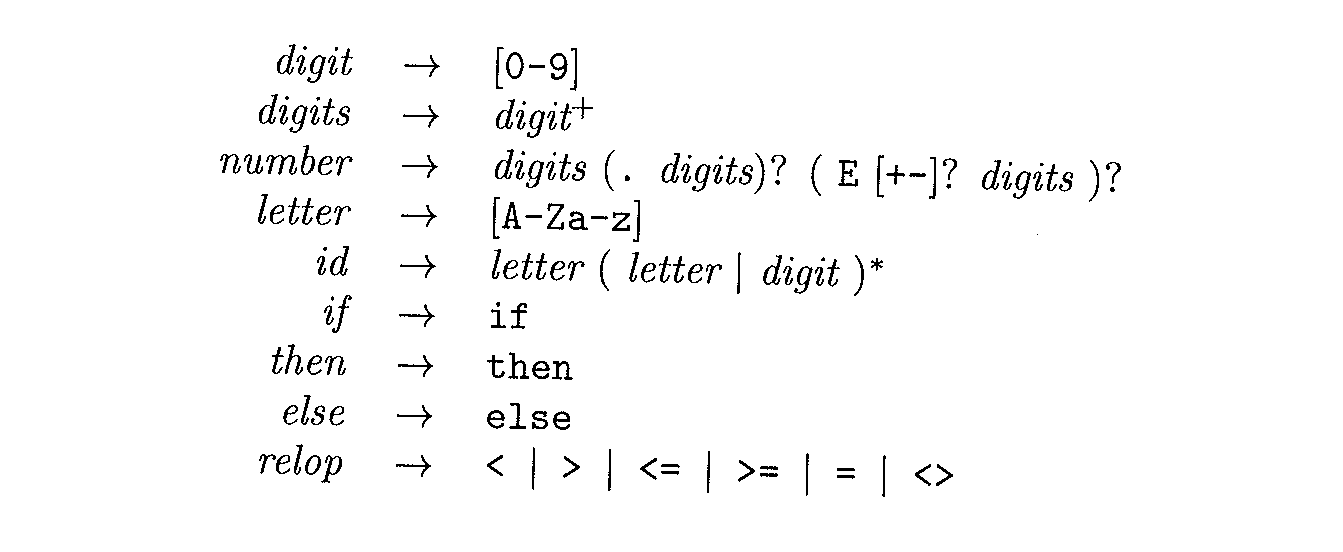 digit → [0-9]
digits → digit+
number → digits (. digits)? ( E [+-]? digits )?
letter → [A-Za-z]
id → letter ( letter | digit )*
if → if
then → then
else → else
relop → < | > | <= | >= | = | <>